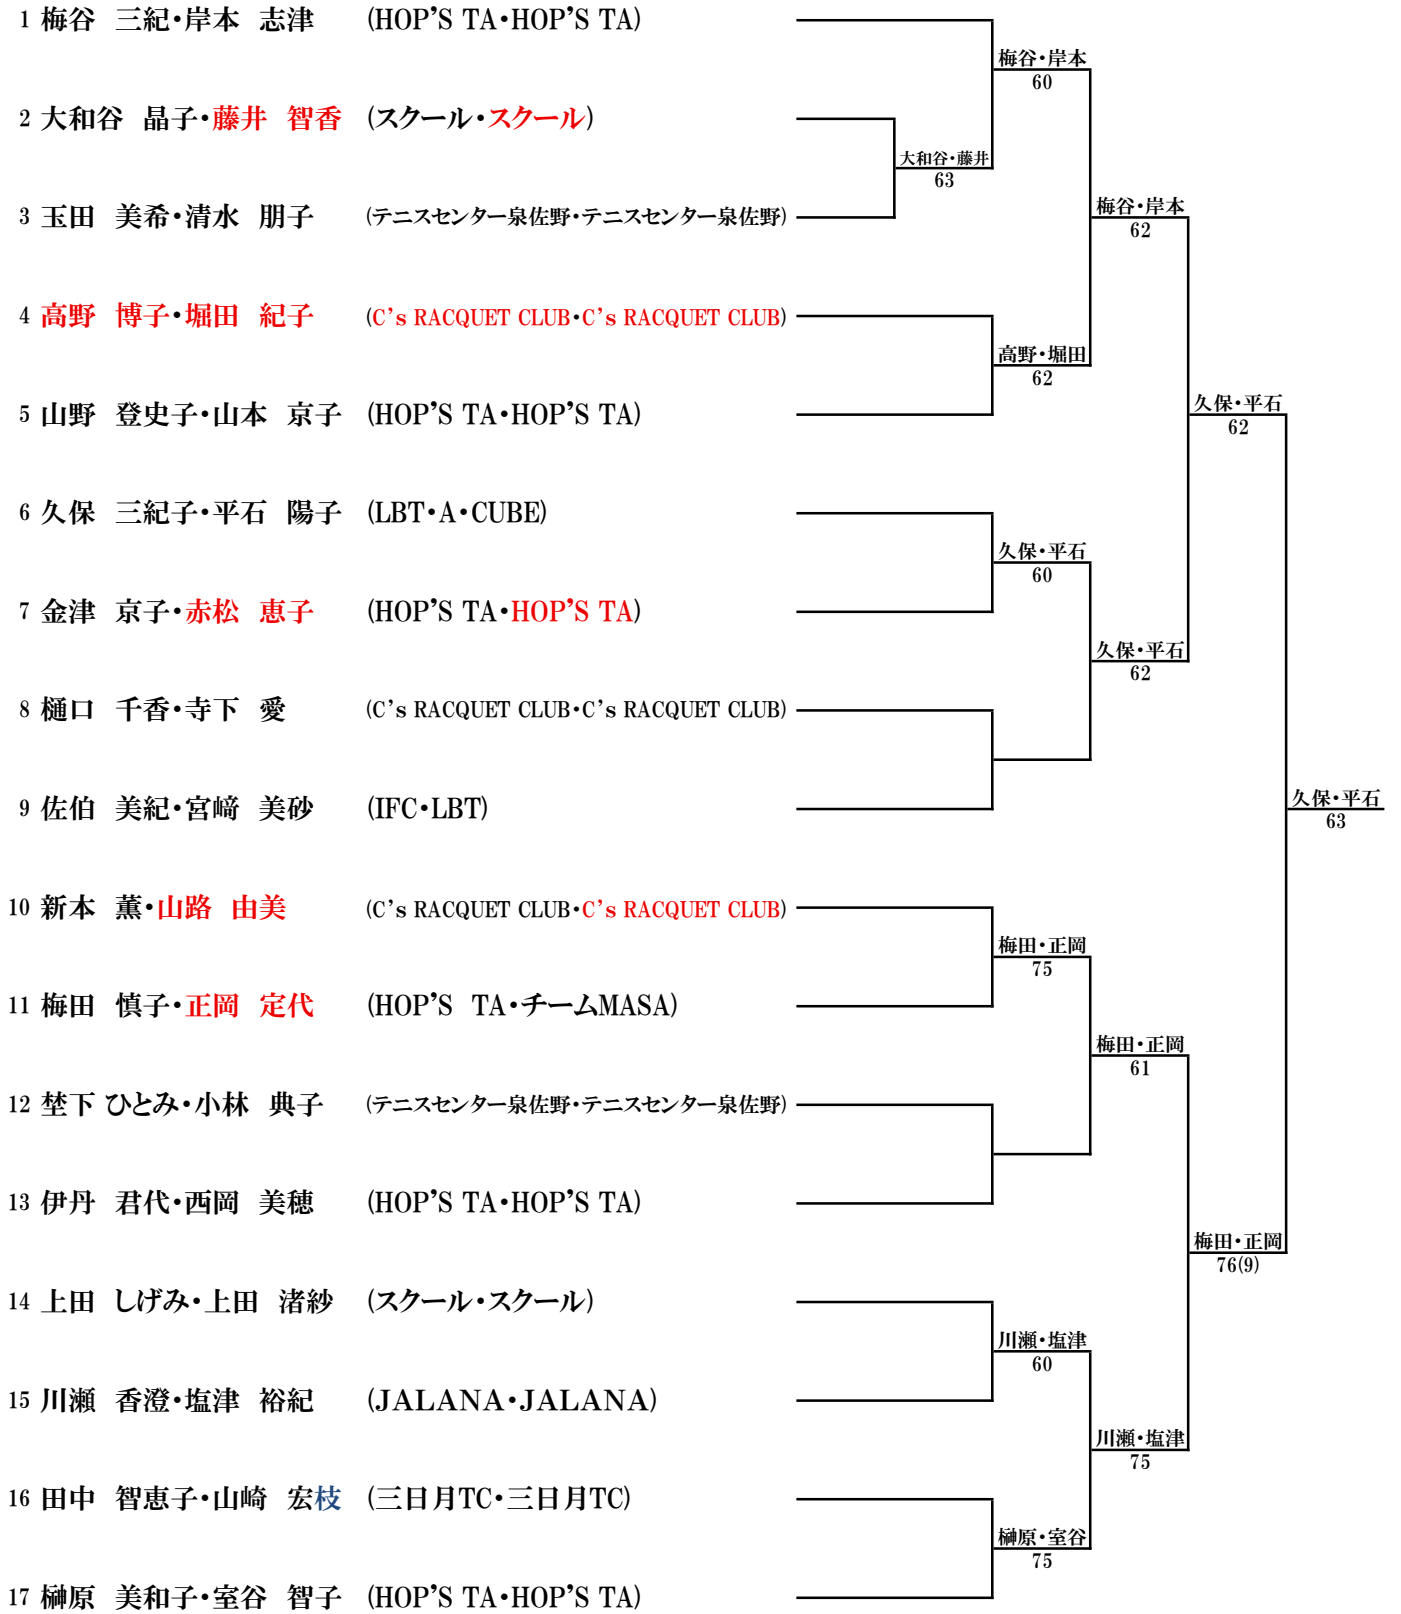 1 梅谷 三紀・岸本 志津 (HOP'S TA・HOP'S TA)
梅谷・岸本
60
2 大和谷 晶子・藤井 智香 (スクール・スクール)
大和谷・藤井
63
3 玉田 美希・清水 朋子 (テニスセンター泉佐野・テニスセンター泉佐野)
梅谷・岸本
62
4 高野 博子・堀田 紀子 (C's RACQUET CLUB・C's RACQUET CLUB)
高野・堀田
62
5 山野 登史子・山本 京子 (HOP'S TA・HOP'S TA)
久保・平石
62
6 久保 三紀子・平石 陽子 (LBT・A・CUBE)
久保・平石
60
7 金津 京子・赤松 恵子 (HOP'S TA・HOP'S TA)
久保・平石
62
8 樋口 千香・寺下 愛 (C's RACQUET CLUB・C's RACQUET CLUB)
9 佐伯 美紀・宮﨑 美砂 (IFC・LBT)
久保・平石
63
10 新本 薫・山路 由美 (C's RACQUET CLUB・C's RACQUET CLUB)
梅田・正岡
75
11 梅田 慎子・正岡 定代 (HOP'S TA・チームMASA)
梅田・正岡
61
12 埜下 ひとみ・小林 典子 (テニスセンター泉佐野・テニスセンター泉佐野)
13 伊丹 君代・西岡 美穂 (HOP'S TA・HOP'S TA)
梅田・正岡
76(9)
14 上田 しげみ・上田 渚紗 (スクール・スクール)
川瀬・塩津
60
15 川瀬 香澄・塩津 裕紀 (JALANA・JALANA)
川瀬・塩津
75
16 田中 智恵子・山崎 宏枝 (三日月TC・三日月TC)
榊原・室谷
75
17 榊原 美和子・室谷 智子 (HOP'S TA・HOP'S TA)